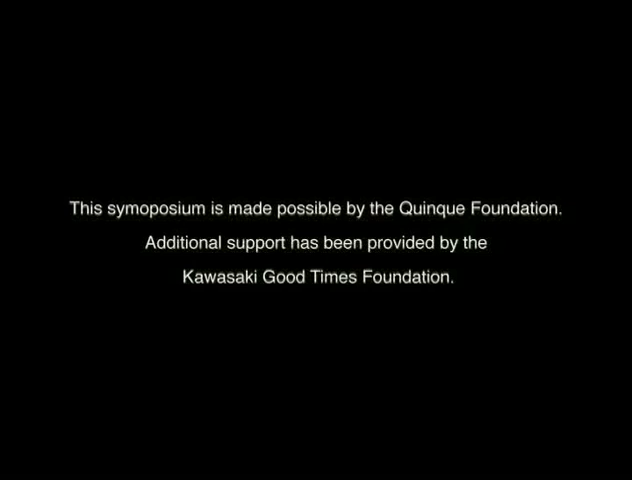 This symoposium is made possible by the Quinque Foundation.
Additional support has been provided by the
Kawasaki Good Times Foundation.